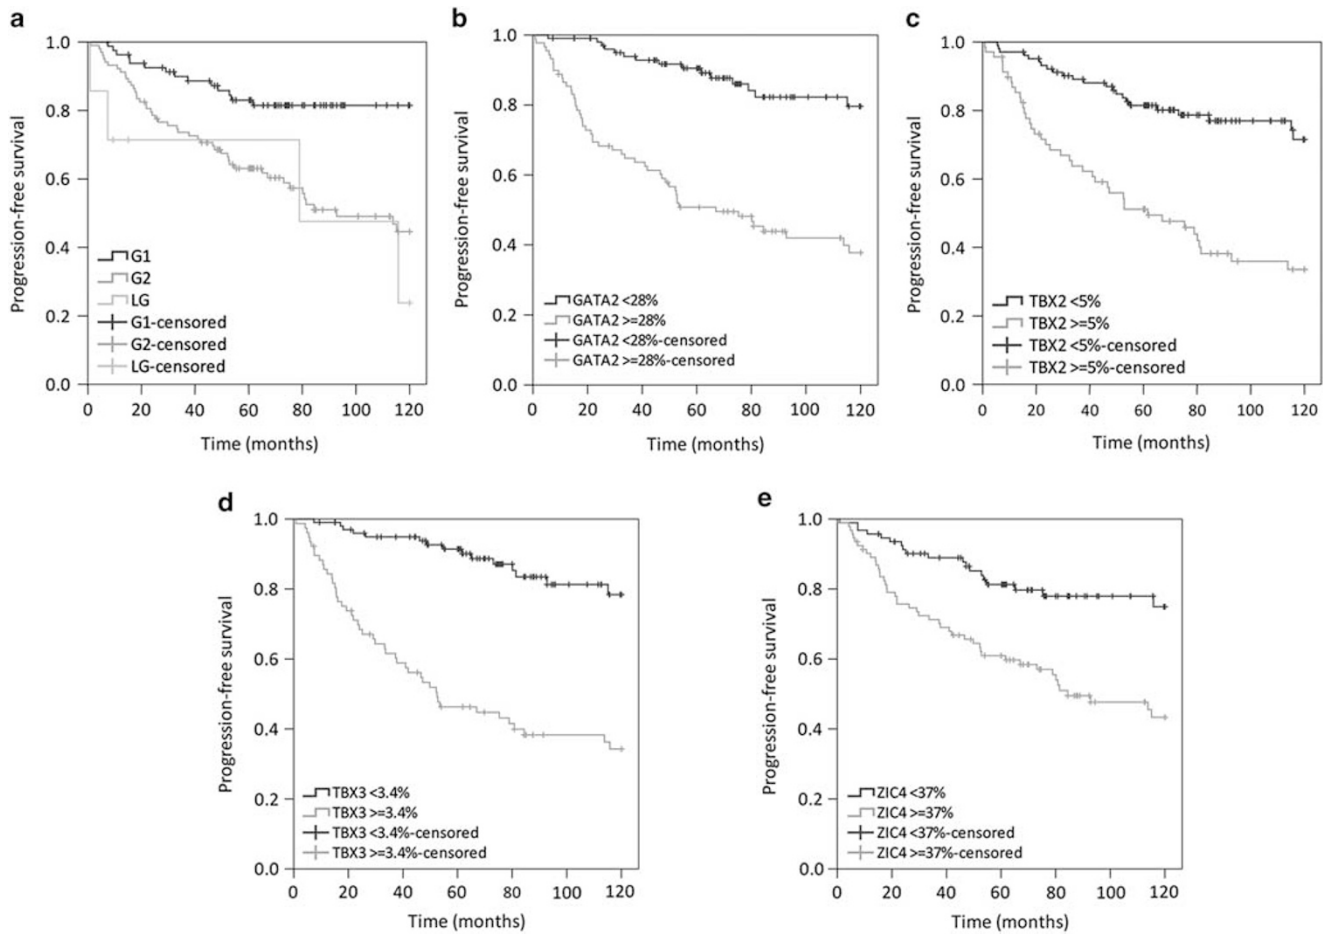 a
Progression-free survival
1.0
0.8
0.6
0.4
0.2
0.0
G1
G2
LG
G1-censored
G2-censored
LG-censored
0 20 40 60 80 100 120
Time (months)
b
Progression-free survival
1.0
0.8
0.6
0.4
0.2
0.0
GATA2 <28%
GATA2 >=28%
GATA2 <28%-censored
GATA2 >=28%-censored
0 20 40 60 80 100 120
Time (months)
c
Progression-free survival
1.0
0.8
0.6
0.4
0.2
0.0
TBX2 <5%
TBX2 >=5%
TBX2 <5%-censored
TBX2 >=5%-censored
0 20 40 60 80 100 120
Time (months)
d
Progression-free survival
1.0
0.8
0.6
0.4
0.2
0.0
TBX3 <3.4%
TBX3 >=3.4%
TBX3 <3.4%-censored
TBX3 >=3.4%-censored
0 20 40 60 80 100 120
Time (months)
e
Progression-free survival
1.0
0.8
0.6
0.4
0.2
0.0
ZIC4 <37%
ZIC4 >=37%
ZIC4 <37%-censored
ZIC4 >=37%-censored
0 20 40 60 80 100 120
Time (months)